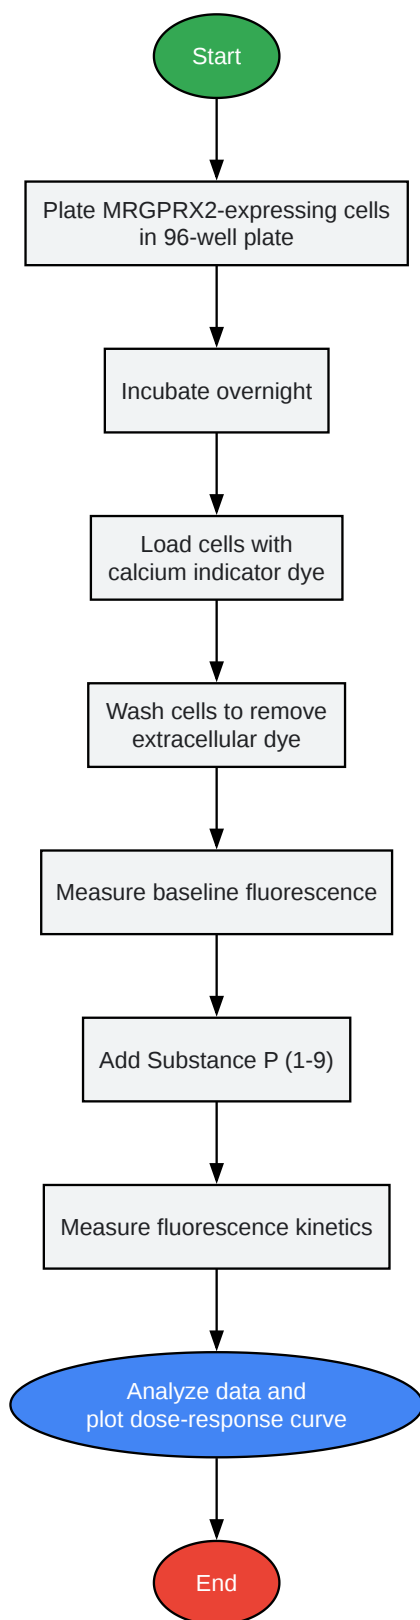 Start
Plate MRGPRX2-expressing cells
in 96-well plate
Incubate overnight
Load cells with
calcium indicator dye
Wash cells to remove
extracellular dye
Measure baseline fluorescence
Add Substance P (1-9)
Measure fluorescence kinetics
Analyze data and
plot dose-response curve
End